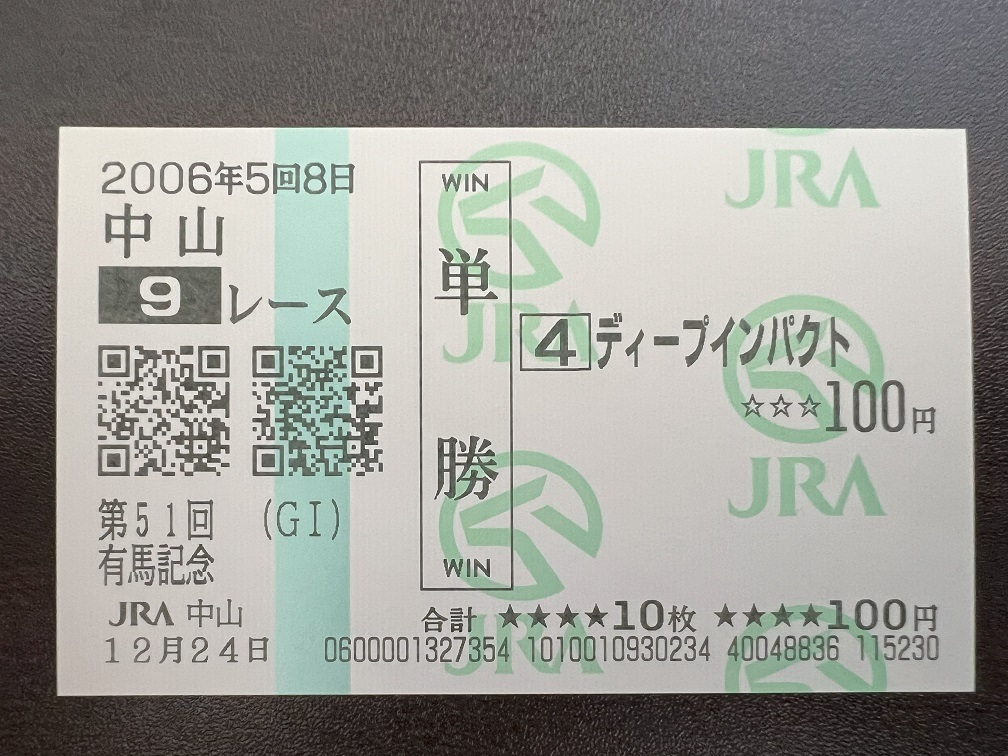 2006年5回8日
中山
9レース
第51回 (GI)
有馬記念
JRA 中山
12月24日
WIN
単勝
WIN
4 ディープインパクト
☆☆☆100円
合計 ★★★★10枚 ★★★★100円
0600001327354 1010010930234 40048836 115230
JRA
JRA
JRA
JRA